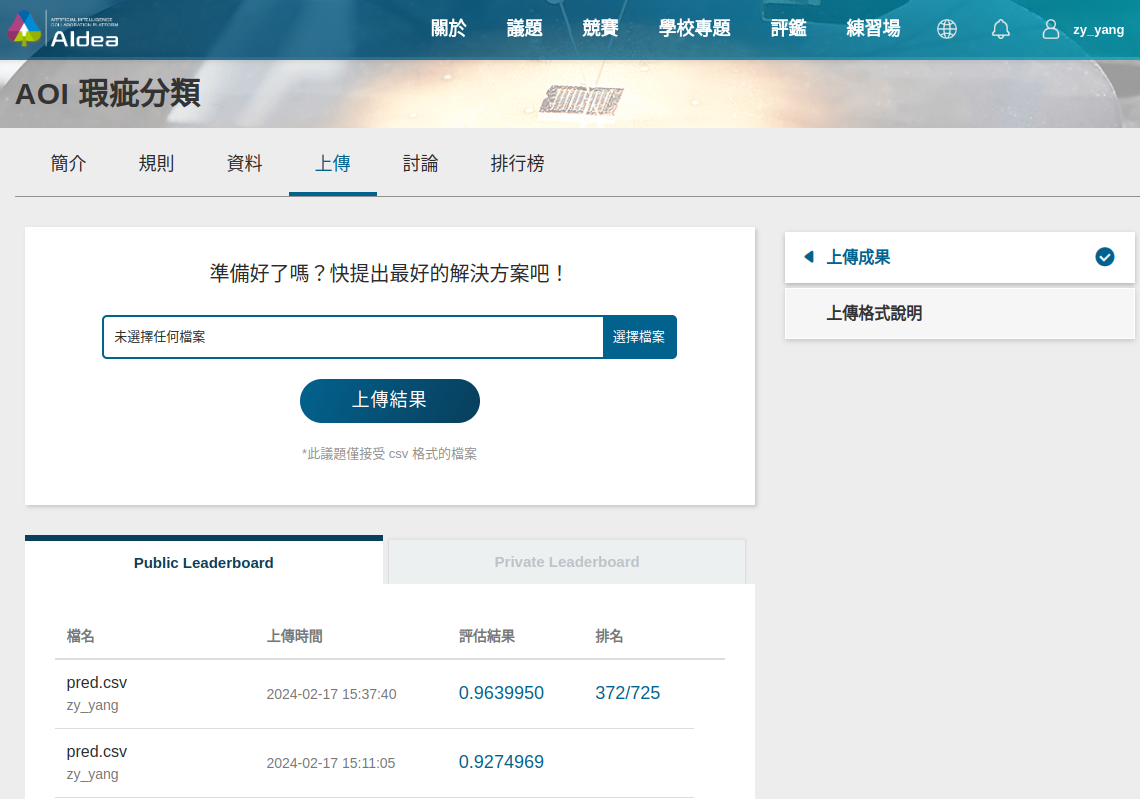 ARTIFICIAL INTELLIGENCE
COLLABORATION PLATFORM
AIdea
關於 議題 競賽 學校專題 評鑑 練習場 zy_yang
AOI 瑕疵分類
簡介 規則 資料 上傳 討論 排行榜
準備好了嗎？快提出最好的解決方案吧！
未選擇任何檔案 選擇檔案
上傳結果
*此議題僅接受 csv 格式的檔案
上傳成果
上傳格式說明
Public Leaderboard Private Leaderboard
檔名 上傳時間 評估結果 排名
pred.csv
zy_yang 2024-02-17 15:37:40 0.9639950 372/725
pred.csv
zy_yang 2024-02-17 15:11:05 0.9274969